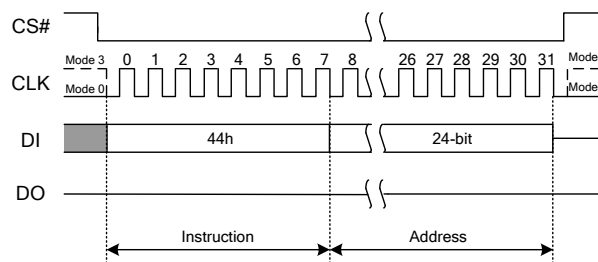 CS#
Mode 3 0 1 2 3 4 5 6 7 8 26 27 28 29 30 31 Mode
CLK
Mode 0 Mode
DI 44h 24-bit
DO
Instruction Address